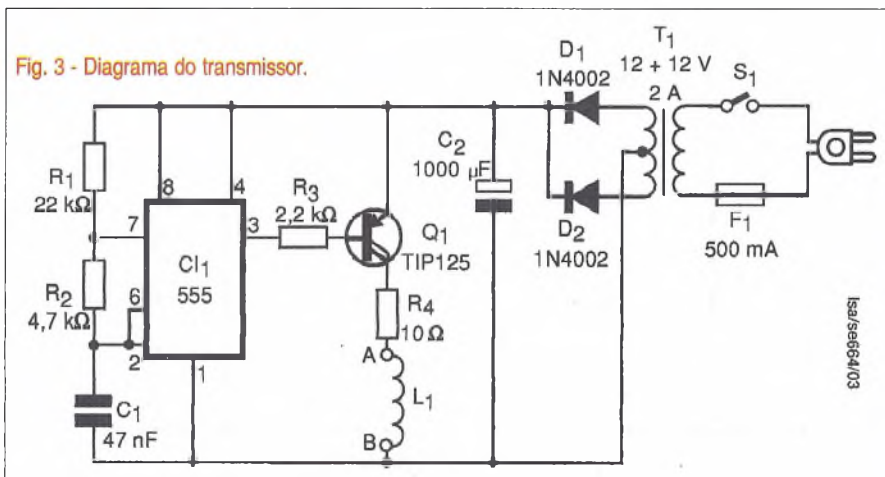 Fig. 3 - Diagrama do transmissor.
D1
1N4002
T1
12 + 12 V
2 A
S1
C2
1000 µF
R1
22 kΩ
8
4
R3
2,2 kΩ
7
3
Q1
TIP125
D2
1N4002
F1
500 mA
CI1
555
R2
4,7 kΩ
6
2
1
R4
10Ω
A
L1
B
C1
47 nF
lsa/se664/03